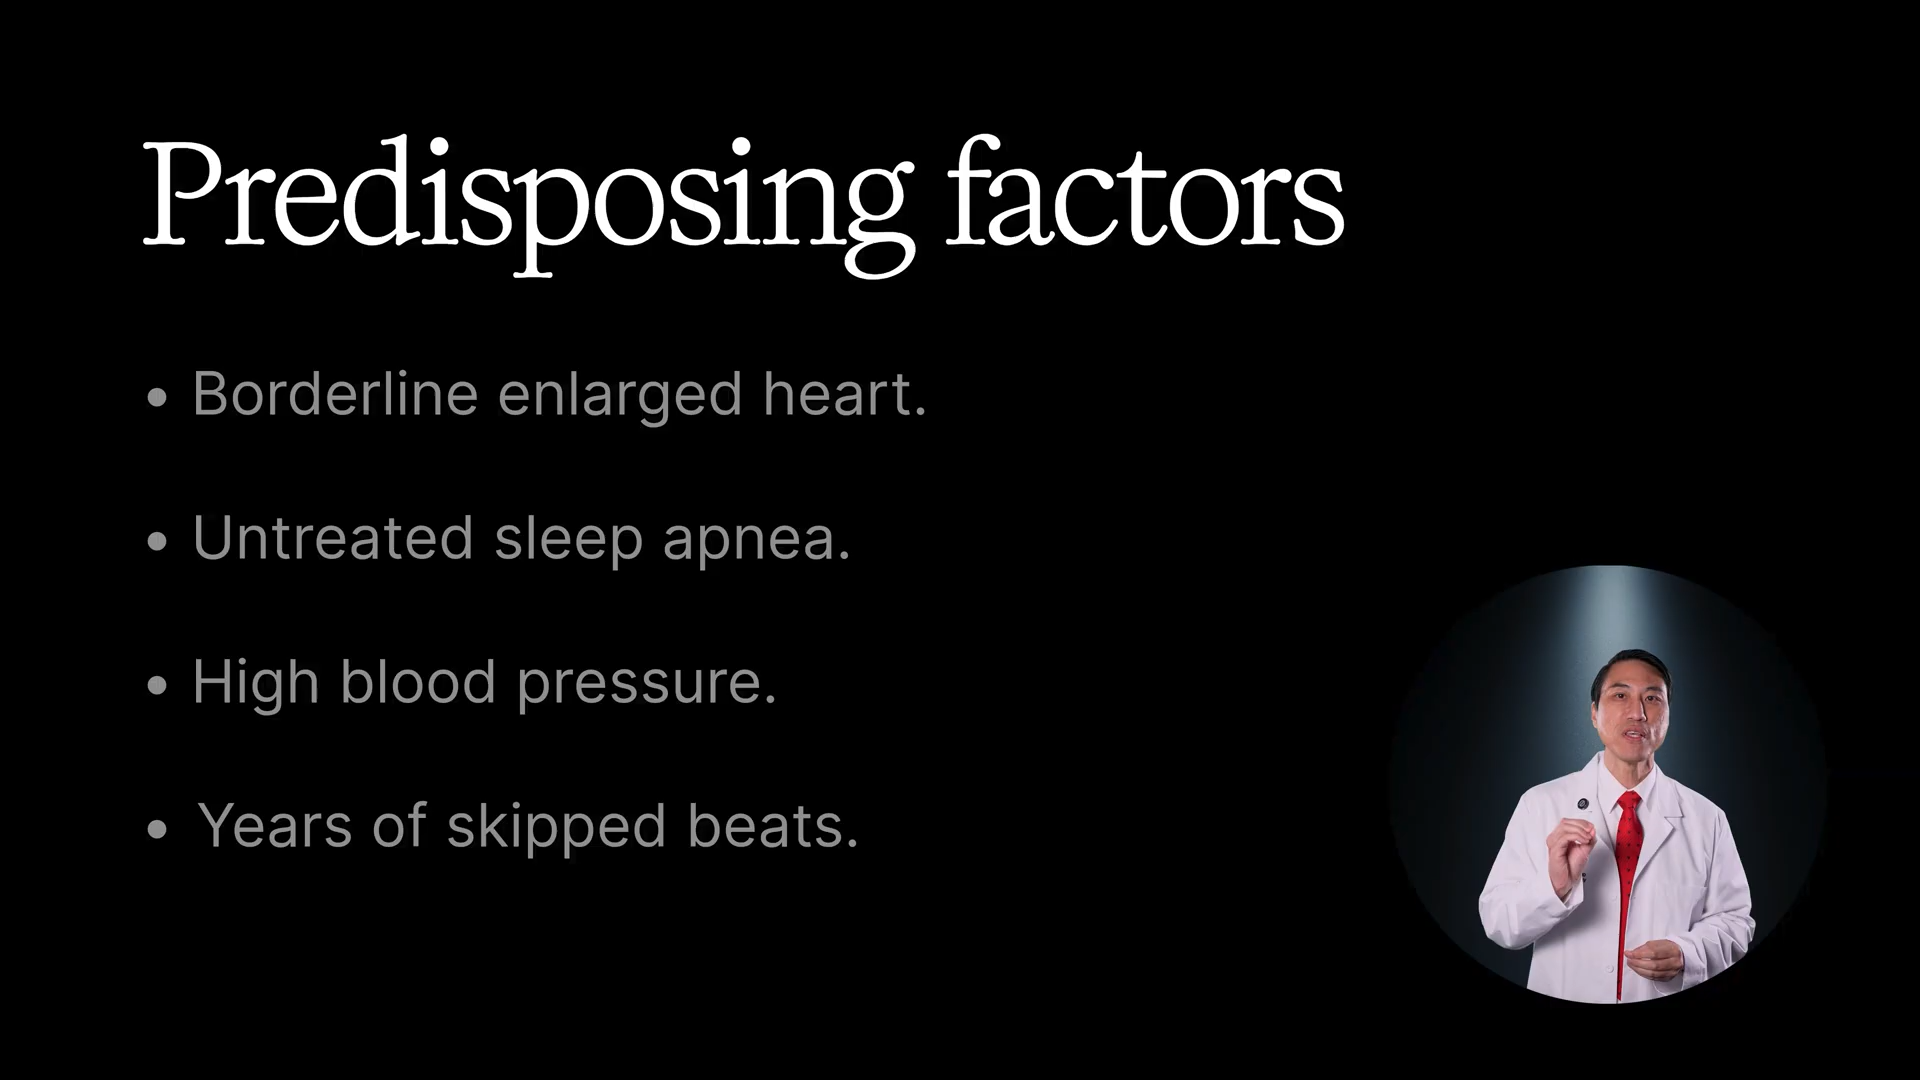 Predisposing factors
• Borderline enlarged heart.
• Untreated sleep apnea.
• High blood pressure.
• Years of skipped beats.